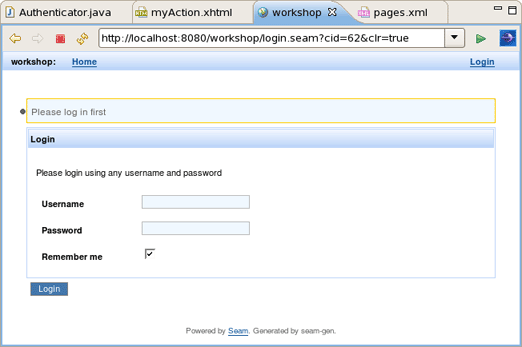 Authenticator.java myAction.xhtml workshop pages.xml
http://localhost:8080/workshop/login.seam?cid=62&clr=true
workshop: Home Login
Please log in first
Login
Please login using any username and password
Username
Password
Remember me
Login
Powered by Seam. Generated by seam-gen.